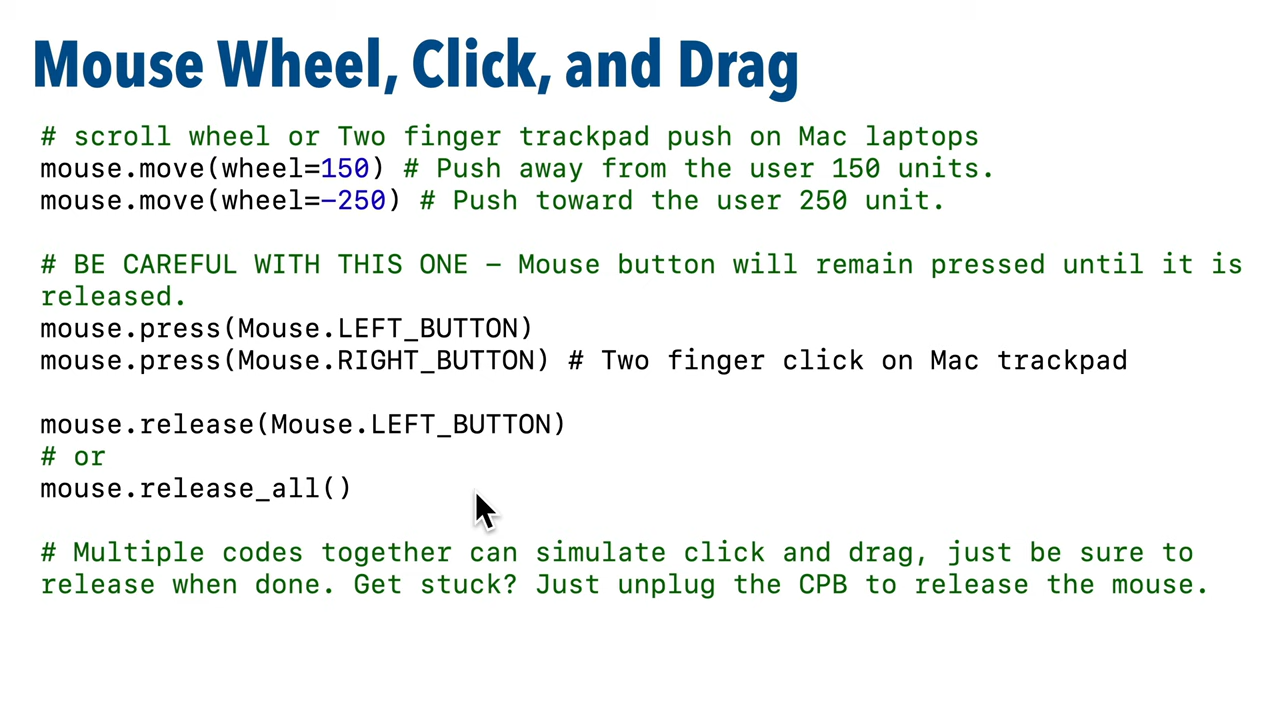 Mouse Wheel, Click, and Drag
# scroll wheel or Two finger trackpad push on Mac laptops
mouse.move(wheel=150) # Push away from the user 150 units.
mouse.move(wheel=−250) # Push toward the user 250 unit.
# BE CAREFUL WITH THIS ONE – Mouse button will remain pressed until it is
released.
mouse.press(Mouse.LEFT_BUTTON)
mouse.press(Mouse.RIGHT_BUTTON) # Two finger click on Mac trackpad
mouse.release(Mouse.LEFT_BUTTON)
# or
mouse.release_all()
# Multiple codes together can simulate click and drag, just be sure to
release when done. Get stuck? Just unplug the CPB to release the mouse.